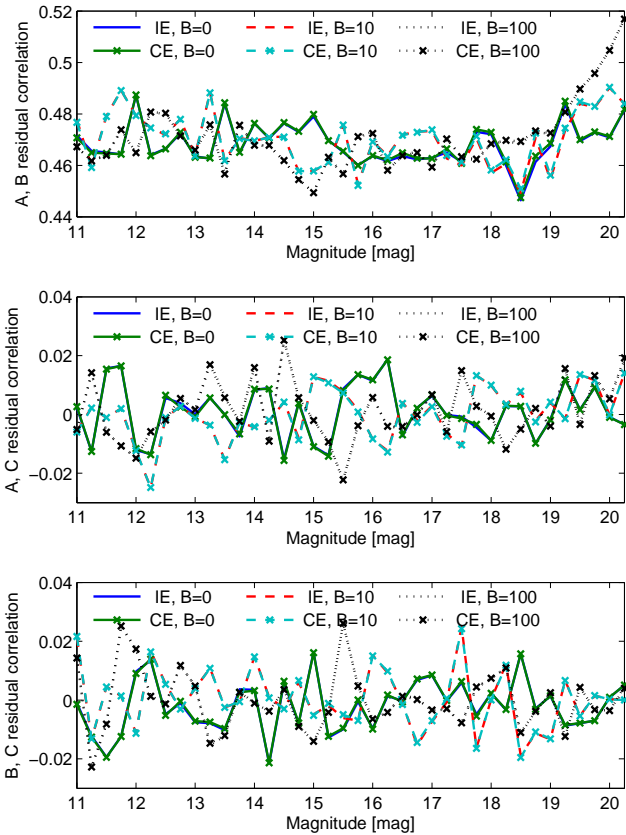 0.52
0.5
0.48
0.46
0.44
A, B residual correlation
IE, B=0 IE, B=10 IE, B=100
CE, B=0 CE, B=10 CE, B=100
11 12 13 14 15 16 17 18 19 20
Magnitude [mag]
0.04
0.02
0
−0.02
−0.04
A, C residual correlation
IE, B=0 IE, B=10 IE, B=100
CE, B=0 CE, B=10 CE, B=100
11 12 13 14 15 16 17 18 19 20
Magnitude [mag]
0.04
0.02
0
−0.02
−0.04
B, C residual correlation
IE, B=0 IE, B=10 IE, B=100
CE, B=0 CE, B=10 CE, B=100
11 12 13 14 15 16 17 18 19 20
Magnitude [mag]